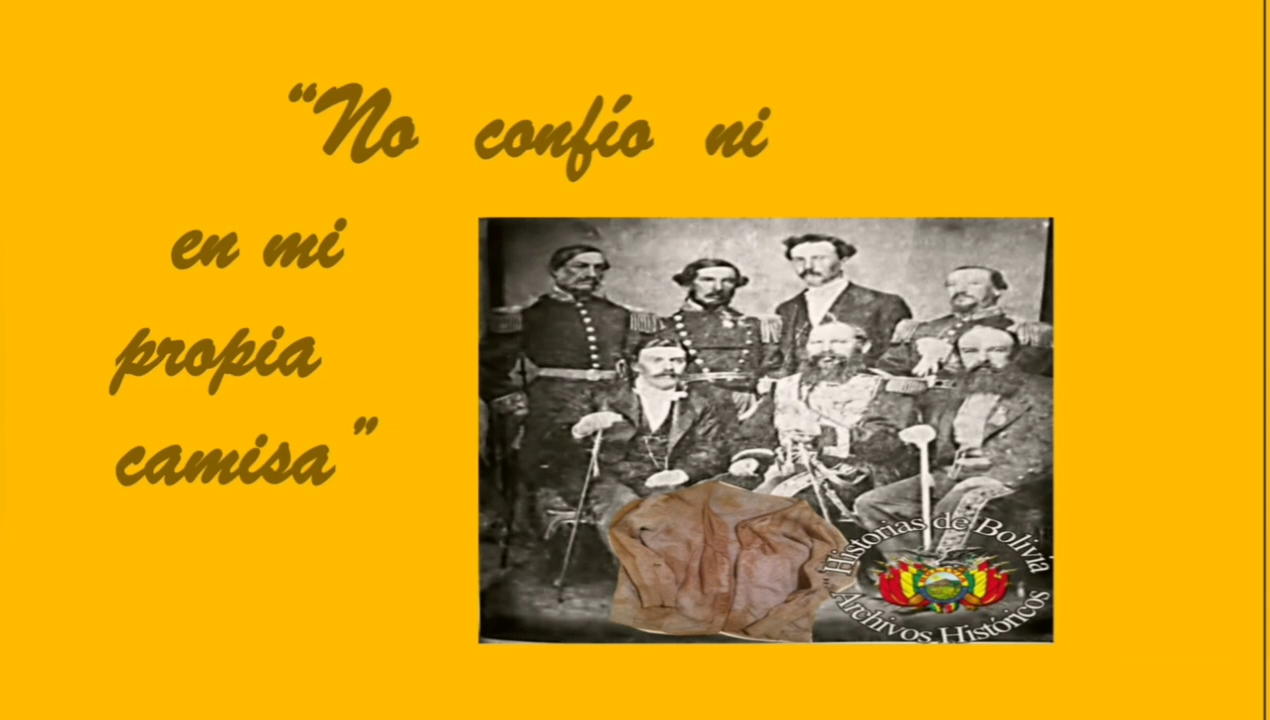 “No confío ni
en mi
propia
camisa”
Historias de Bolivia
Archivos Históricos